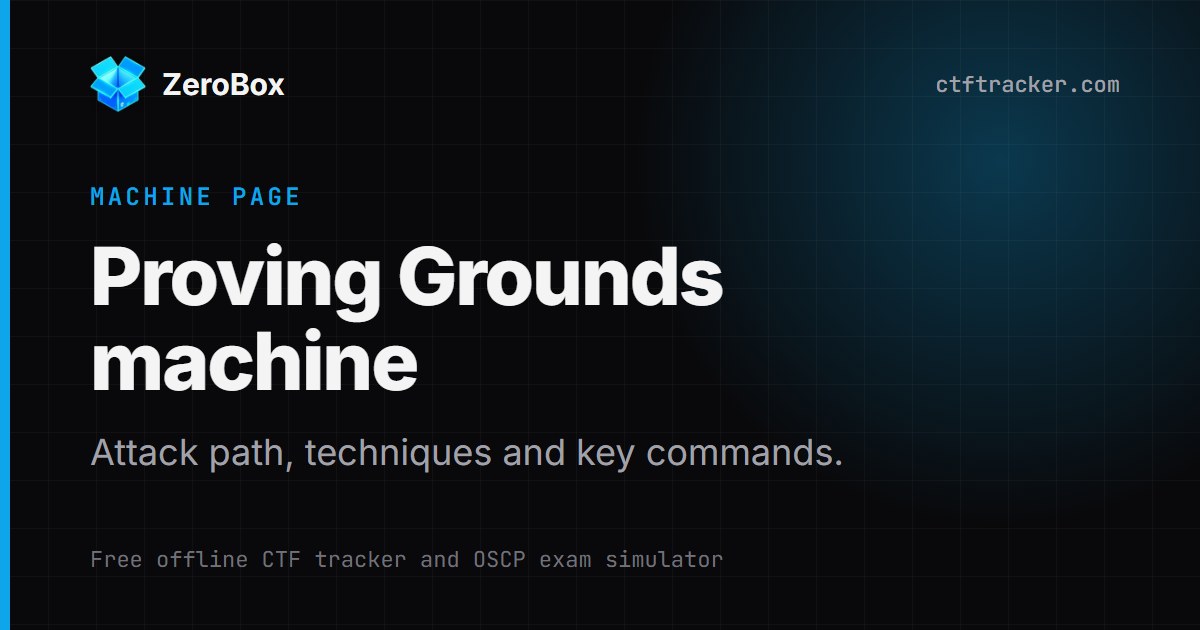 ZeroBox
ctftracker.com
MACHINE PAGE
Proving Grounds
machine
Attack path, techniques and key commands.
Free offline CTF tracker and OSCP exam simulator